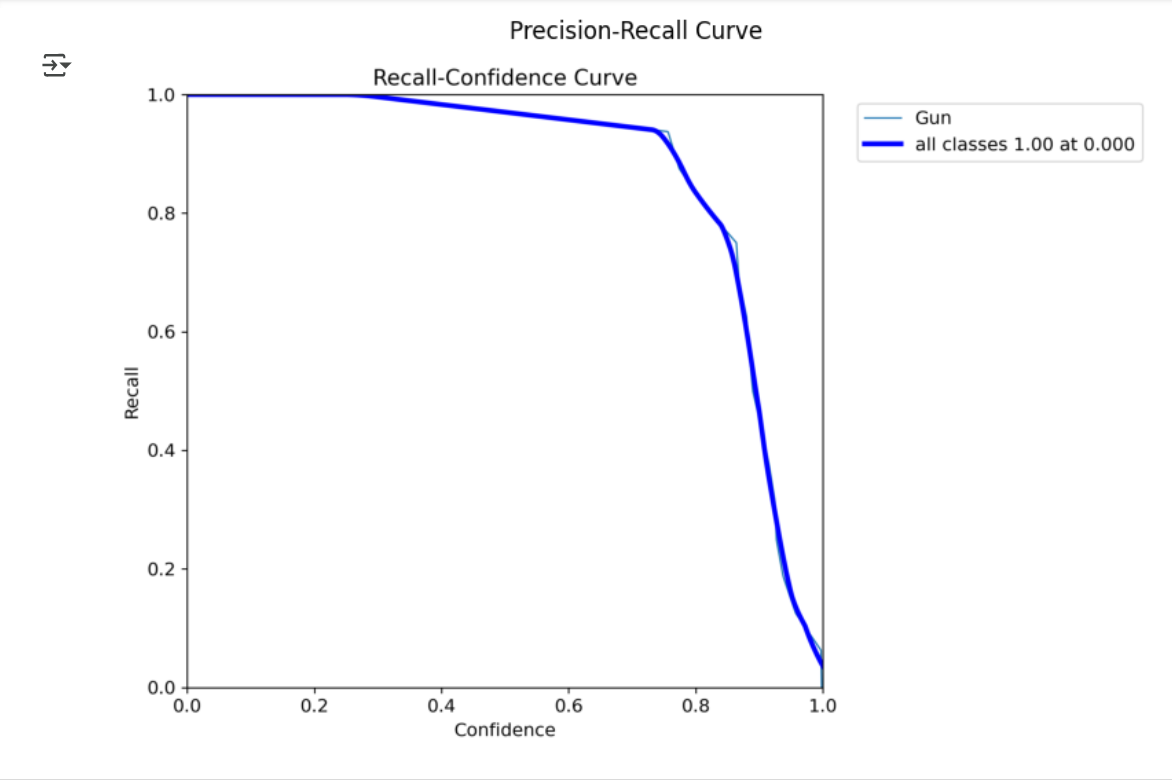 Precision-Recall Curve
Recall-Confidence Curve
Gun
all classes 1.00 at 0.000
1.0
0.8
0.6
0.4
0.2
0.0
Recall
0.0 0.2 0.4 0.6 0.8 1.0
Confidence